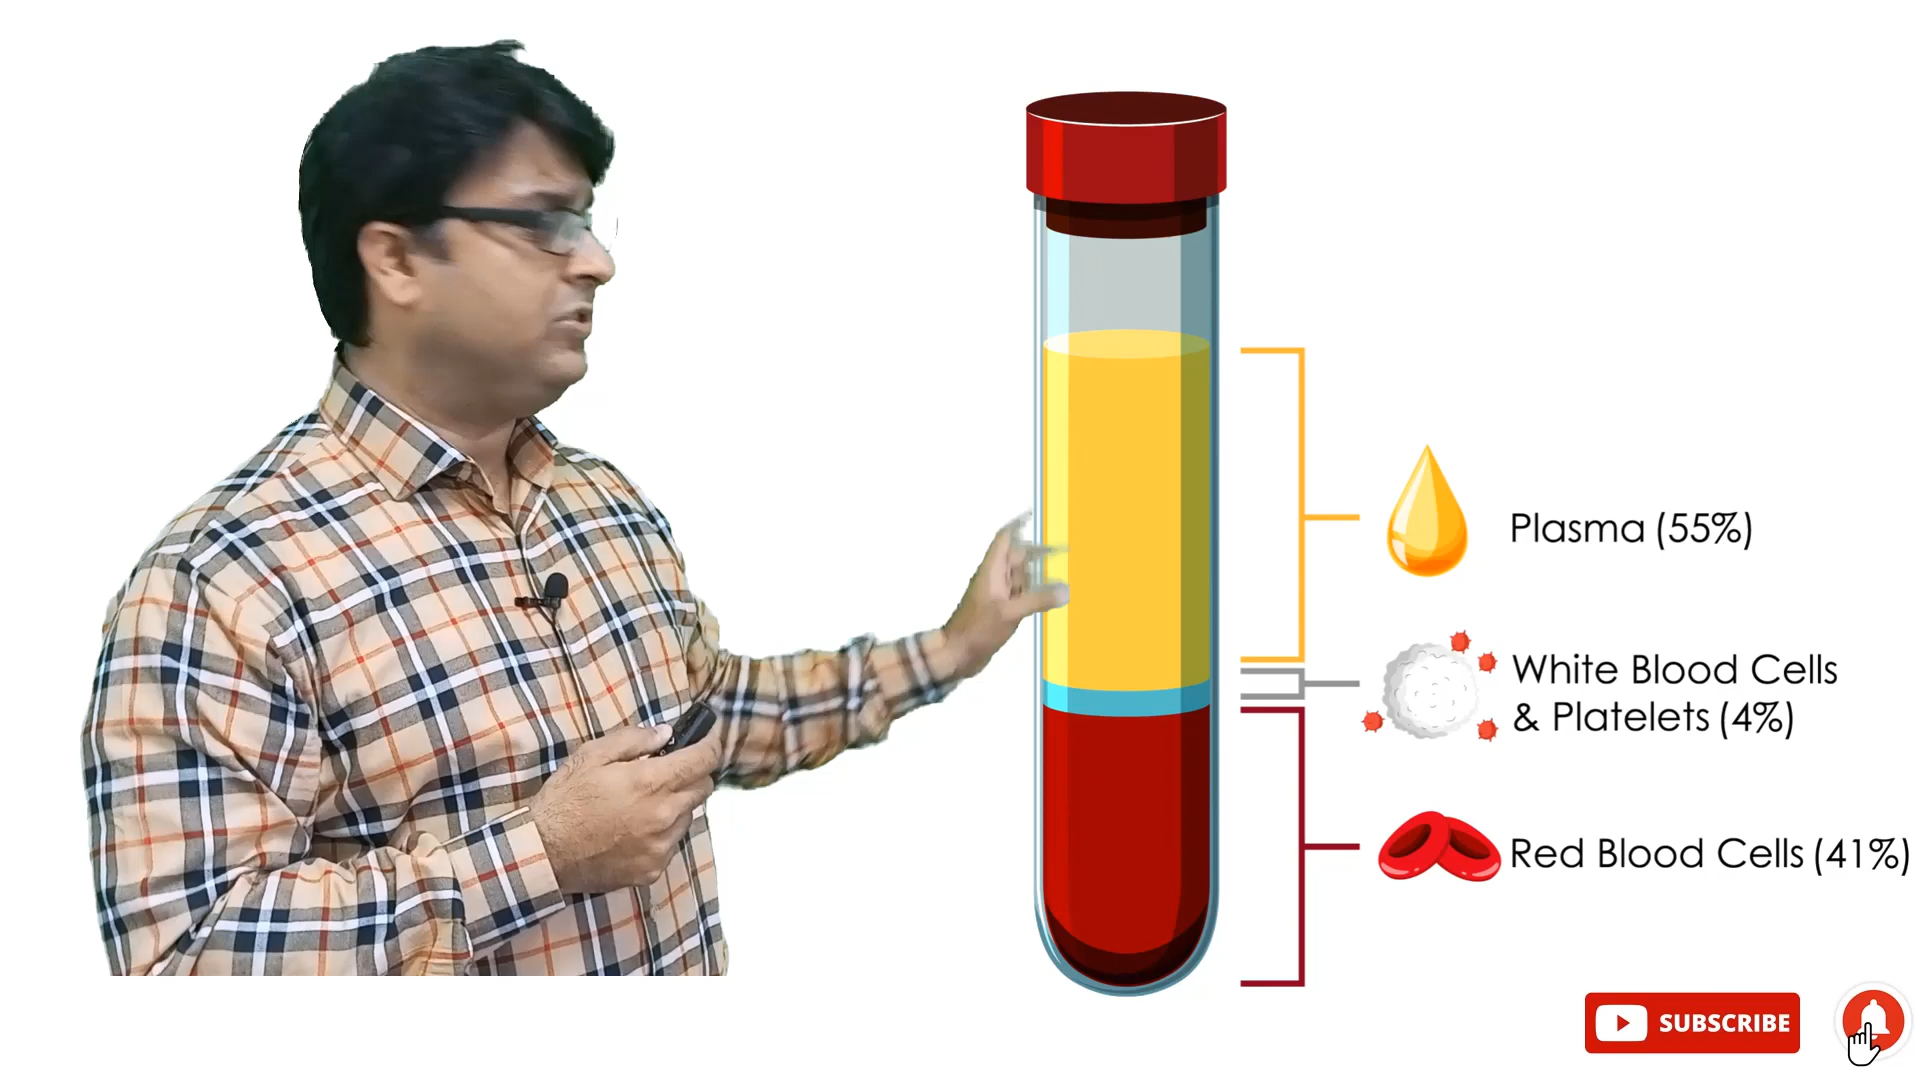 Plasma (55%)
White Blood Cells
& Platelets (4%)
Red Blood Cells (41%)
SUBSCRIBE